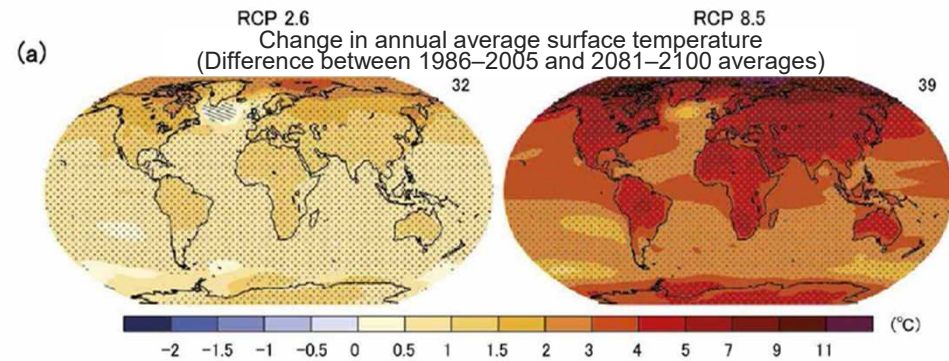 RCP 2.6 RCP 8.5
(a)
Change in annual average surface temperature
(Difference between 1986–2005 and 2081–2100 averages)
32 39
(℃)
-2 -1.5 -1 -0.5 0 0.5 1 1.5 2 3 4 5 7 9 11